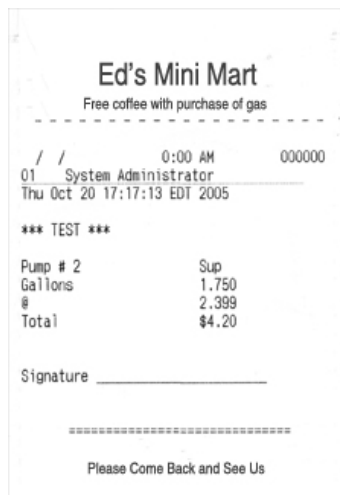 Ed's Mini Mart
Free coffee with purchase of gas
/ / 0:00 AM 000000
01 System Administrator
Thu Oct 20 17:17:13 EDT 2005
*** TEST ***
Pump # 2 Sup
Gallons 1.750
@ 2.399
Total $4.20
Signature
Please Come Back and See Us